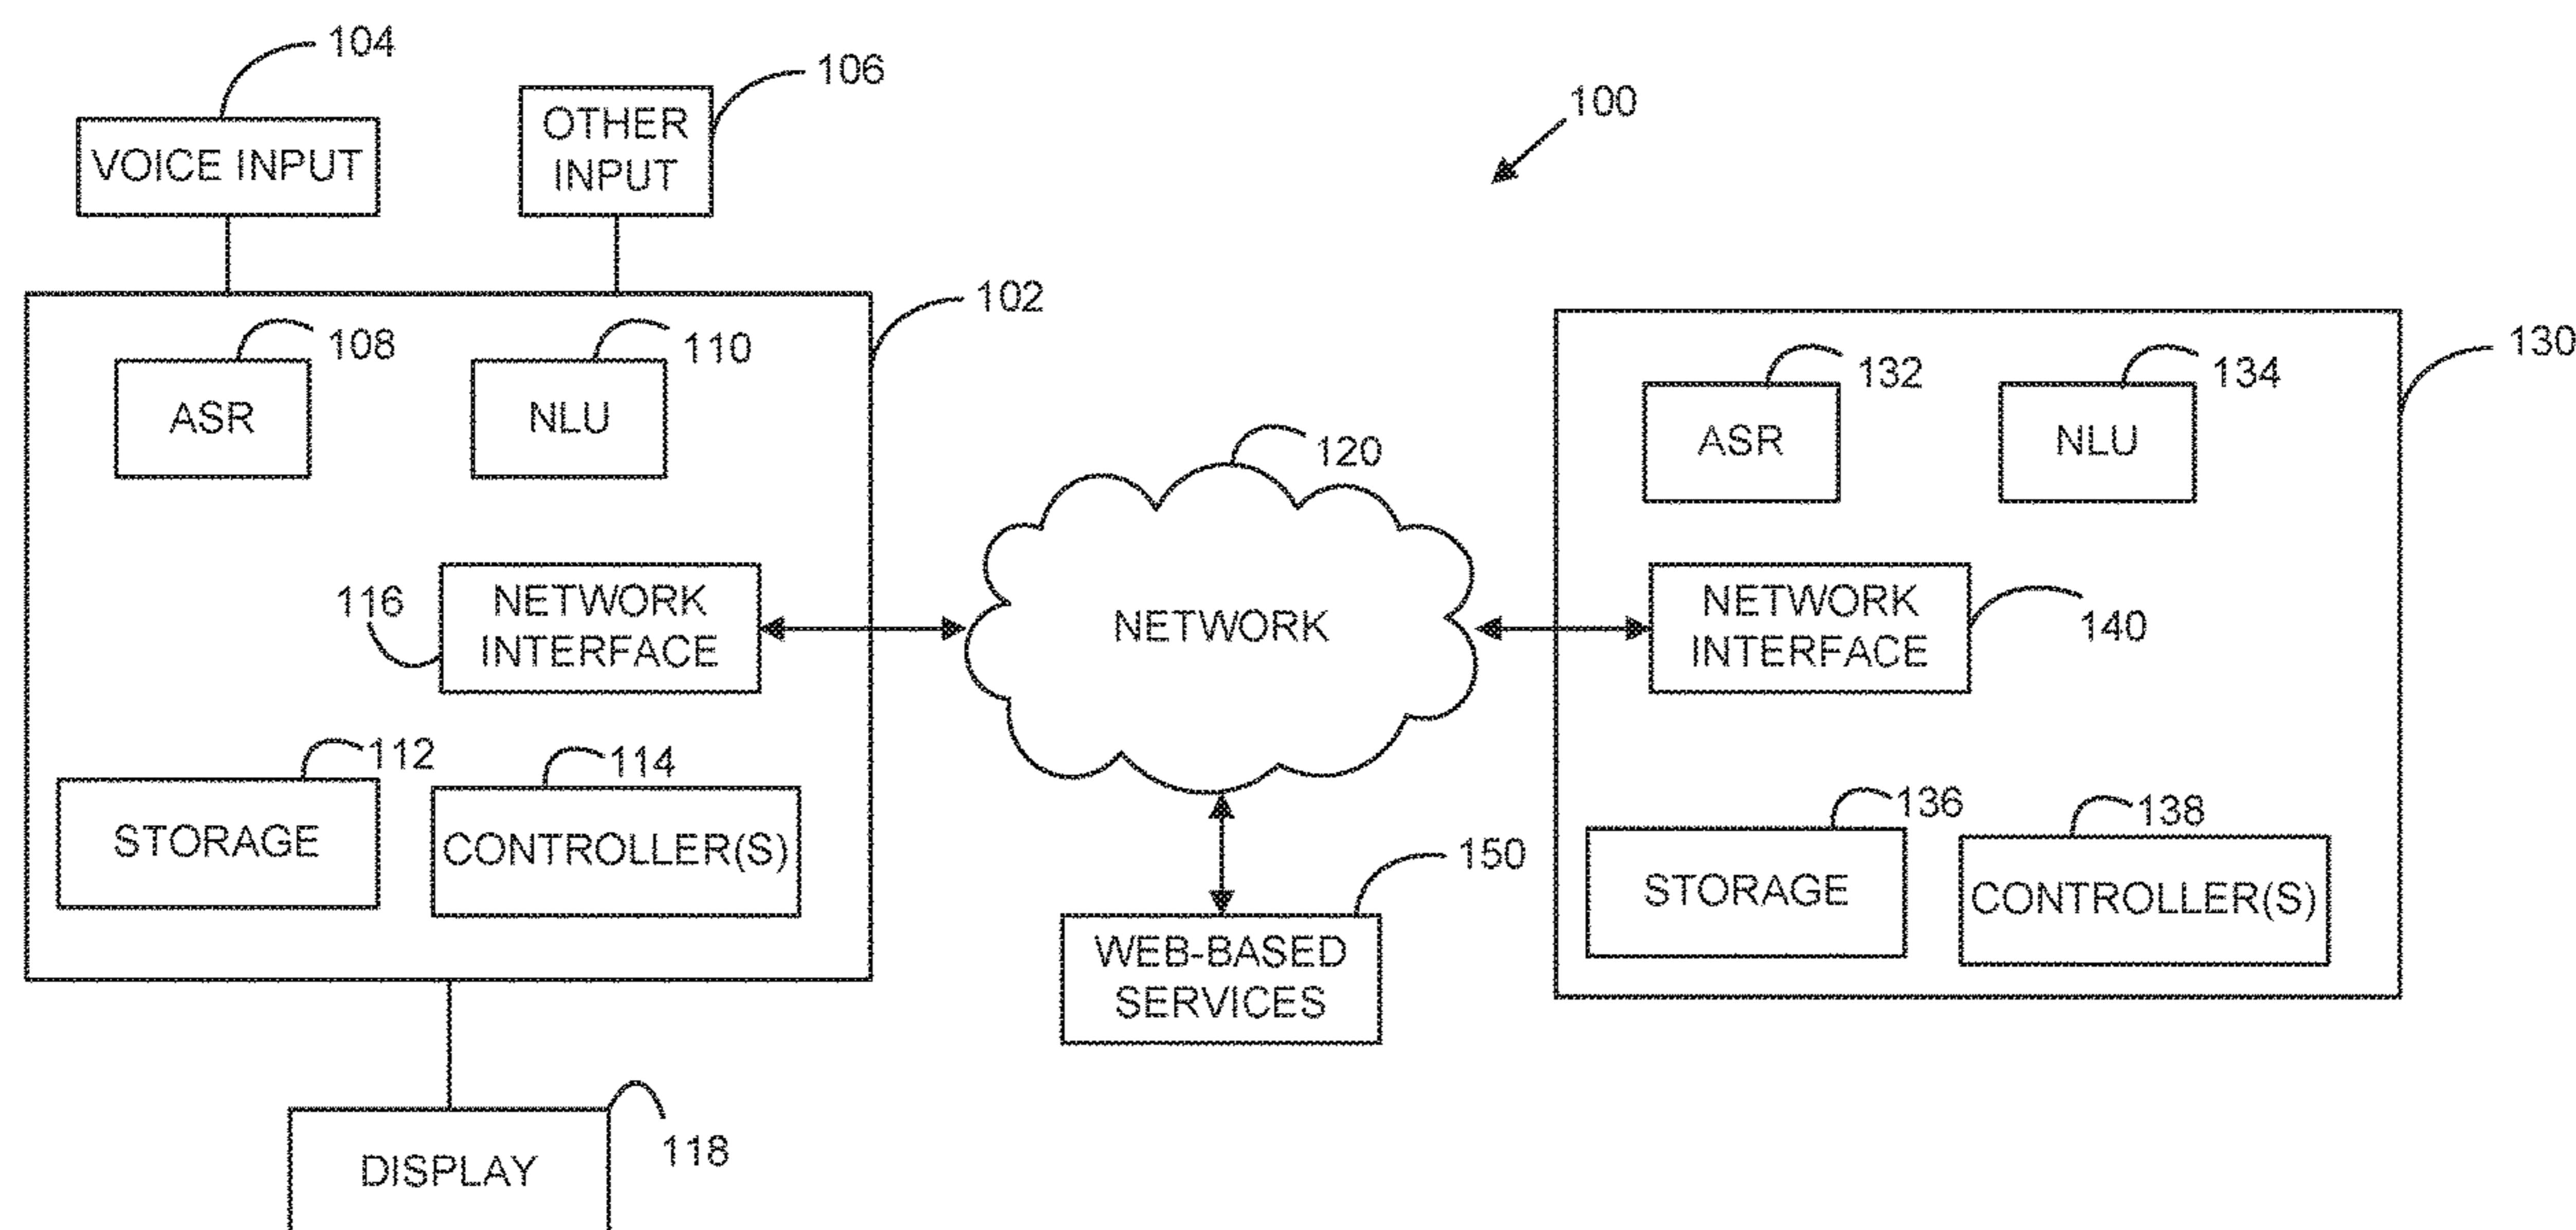 104
106
100
VOICE INPUT
OTHER
INPUT
102
108
110
ASR
NLU
130
132
134
ASR
NLU
120
116
NETWORK
INTERFACE
NETWORK
NETWORK
INTERFACE
140
112
114
STORAGE
CONTROLLER(S)
136
138
STORAGE
CONTROLLER(S)
150
WEB-BASED
SERVICES
118
DISPLAY